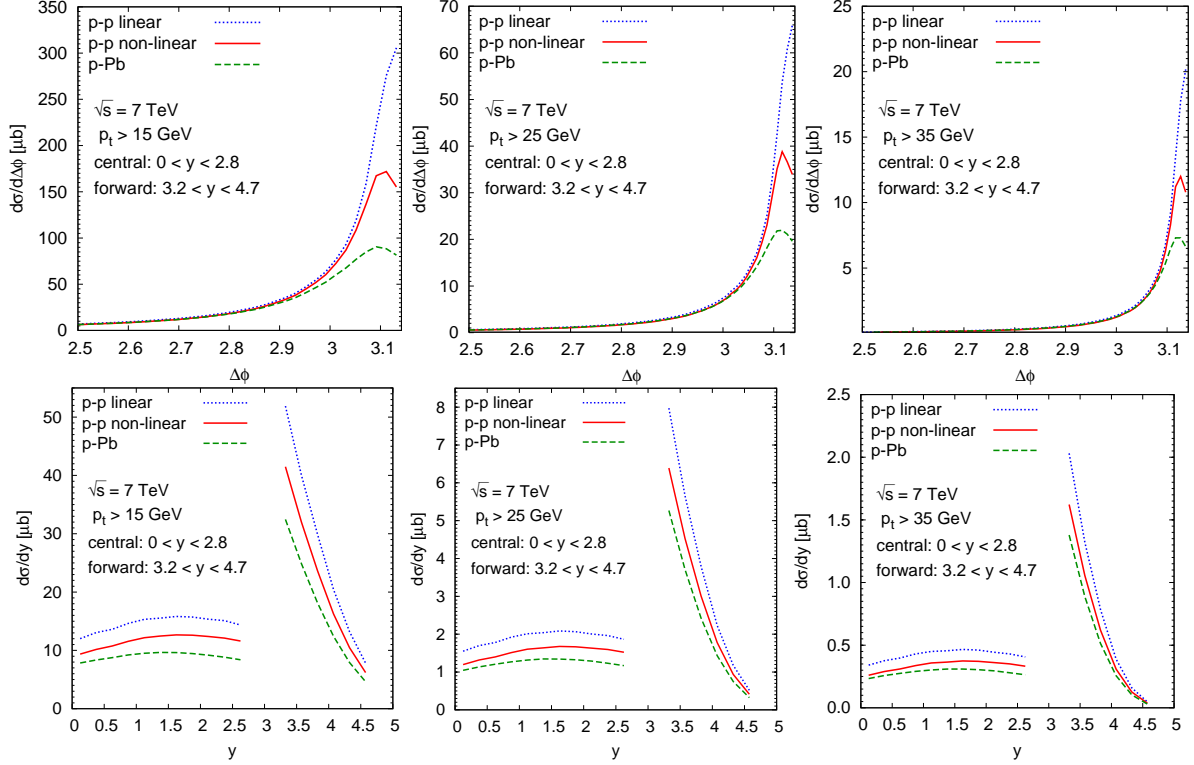 p-p linear
p-p non-linear
p-Pb
√s = 7 TeV
p_t > 15 GeV
central: 0 < y < 2.8
forward: 3.2 < y < 4.7
dσ/dΔϕ [μb]
350
300
250
200
150
100
50
0
2.5 2.6 2.7 2.8 2.9 3 3.1
Δϕ
p-p linear
p-p non-linear
p-Pb
√s = 7 TeV
p_t > 25 GeV
central: 0 < y < 2.8
forward: 3.2 < y < 4.7
dσ/dΔϕ [μb]
70
60
50
40
30
20
10
0
2.5 2.6 2.7 2.8 2.9 3 3.1
Δϕ
p-p linear
p-p non-linear
p-Pb
√s = 7 TeV
p_t > 35 GeV
central: 0 < y < 2.8
forward: 3.2 < y < 4.7
dσ/dΔϕ [μb]
25
20
15
10
5
2.5 2.6 2.7 2.8 2.9 3 3.1
Δϕ
p-p linear
p-p non-linear
p-Pb
√s = 7 TeV
p_t > 15 GeV
central: 0 < y < 2.8
forward: 3.2 < y < 4.7
dσ/dy [μb]
50
40
30
20
10
0
0 0.5 1 1.5 2 2.5 3 3.5 4 4.5 5
y
p-p linear
p-p non-linear
p-Pb
√s = 7 TeV
p_t > 25 GeV
central: 0 < y < 2.8
forward: 3.2 < y < 4.7
dσ/dy [μb]
8
7
6
5
4
3
2
1
0
0 0.5 1 1.5 2 2.5 3 3.5 4 4.5 5
y
p-p linear
p-p non-linear
p-Pb
√s = 7 TeV
p_t > 35 GeV
central: 0 < y < 2.8
forward: 3.2 < y < 4.7
dσ/dy [μb]
2.5
2.0
1.5
1.0
0.5
0.0
0 0.5 1 1.5 2 2.5 3 3.5 4 4.5 5
y